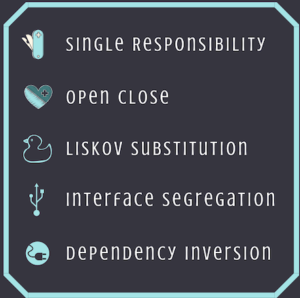 Single Responsibility
Open Close
Liskov Substitution
Interface Segregation
Dependency Inversion